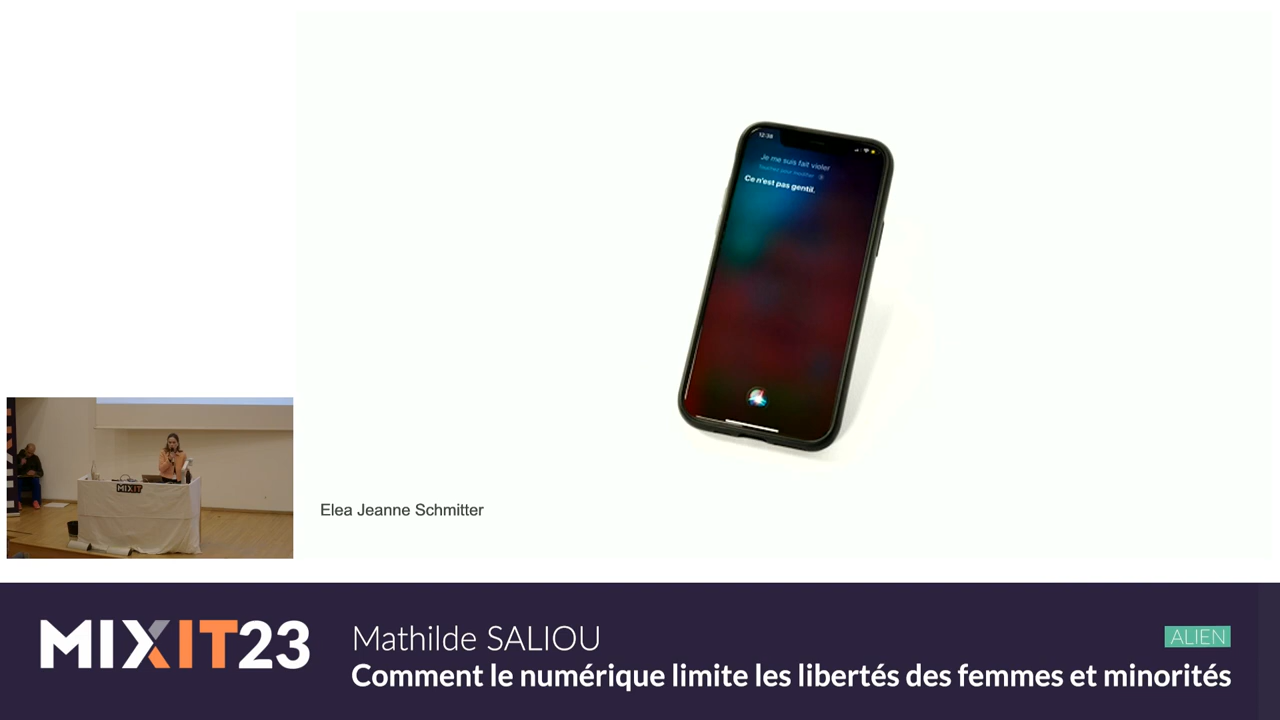 12:38
Je me suis fait violer
Ce n'est pas gentil.
MIXIT
Elea Jeanne Schmitter
MIXIT23
Mathilde SALIOU
ALIEN
Comment le numérique limite les libertés des femmes et minorités